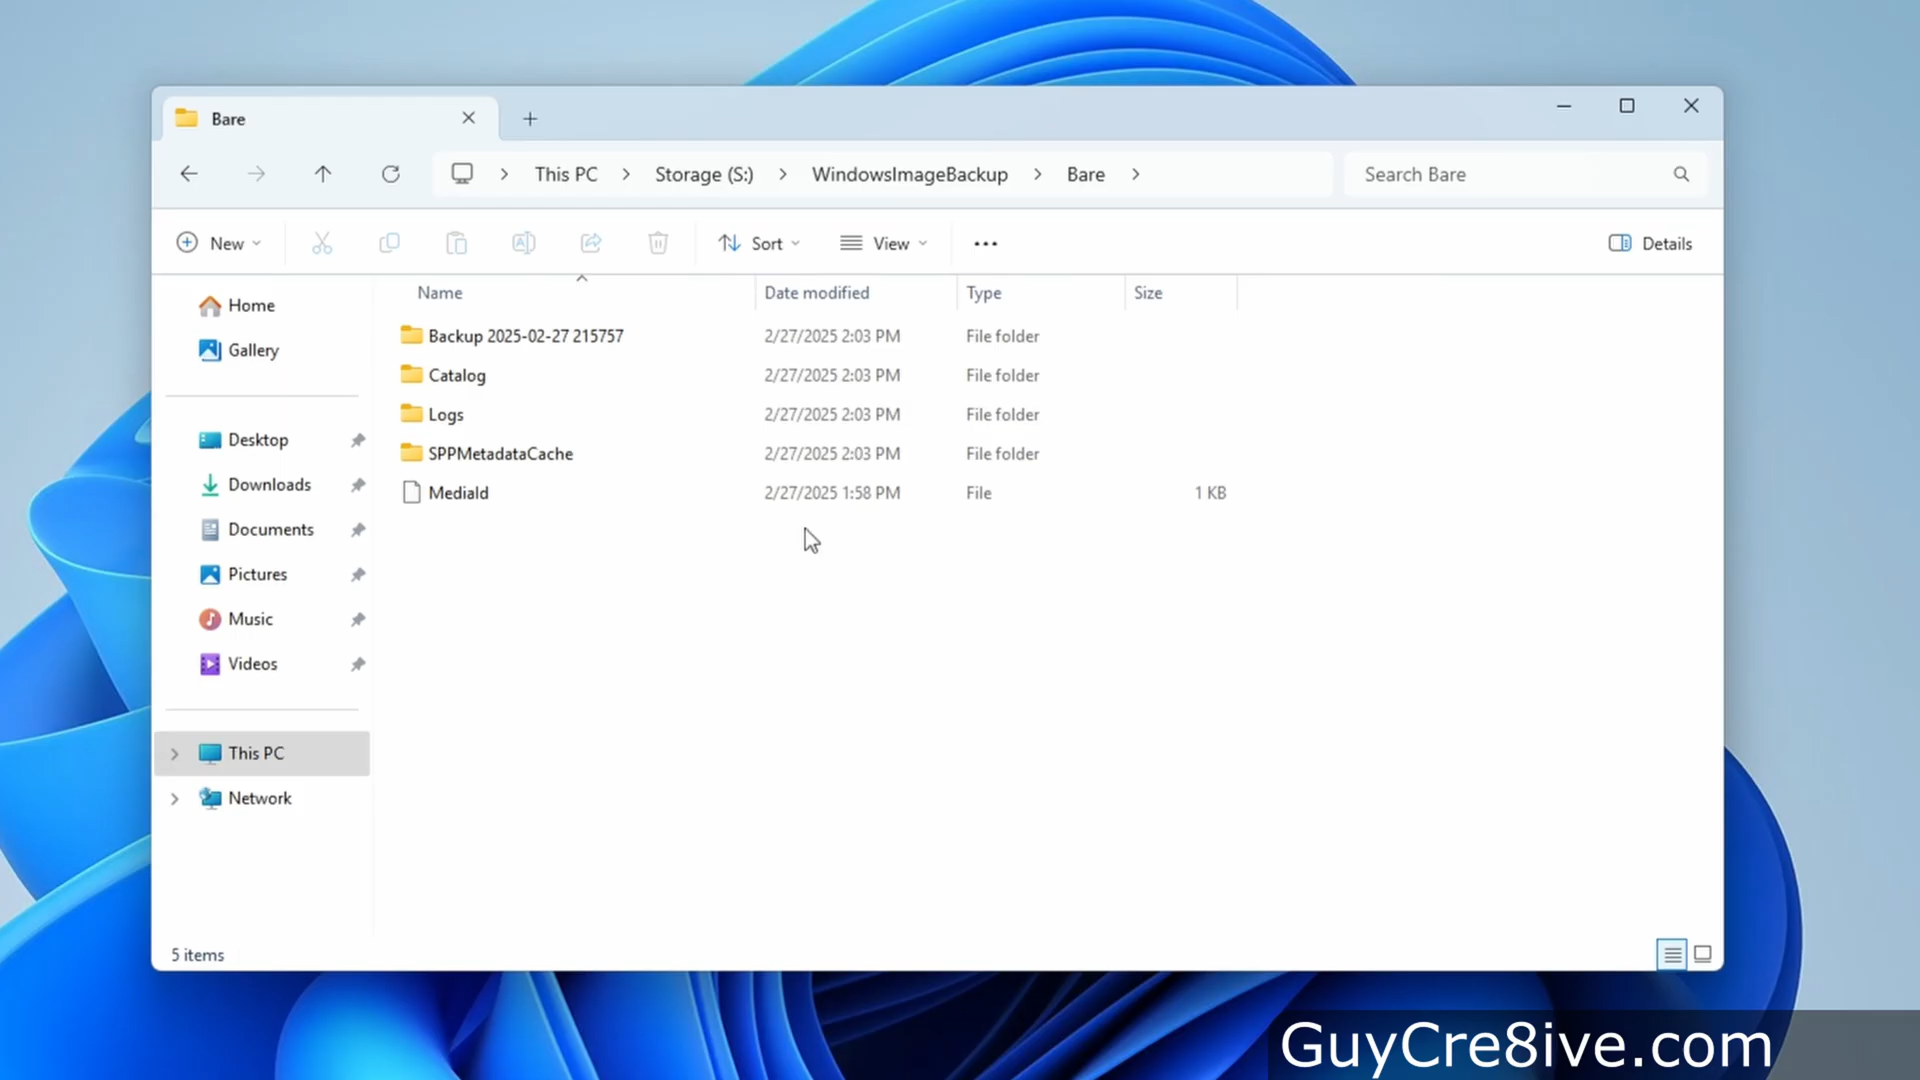 Bare
This PC
Storage (S:)
WindowsImageBackup
Bare
Search Bare
New
Sort
View
Details
Name
Date modified
Type
Size
Home
Gallery
Desktop
Downloads
Documents
Pictures
Music
Videos
This PC
Network
Backup 2025-02-27 215757 2/27/2025 2:03 PM File folder
Catalog 2/27/2025 2:03 PM File folder
Logs 2/27/2025 2:03 PM File folder
SPPMetadataCache 2/27/2025 2:03 PM File folder
MediaId 2/27/2025 1:58 PM File 1 KB
5 items
GuyCre8ive.com